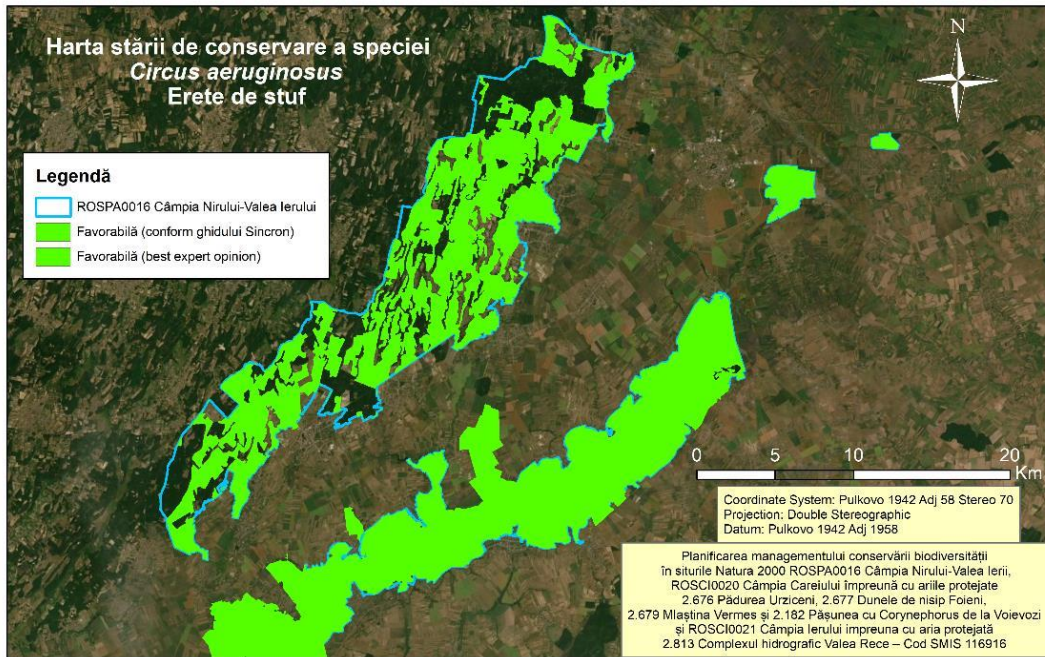 Harta stării de conservare a speciei
Circus aeruginosus
Erete de stuf
N
Legendă
ROSPA0016 Câmpia Nirului-Valea Ierului
Favorabilă (conform ghidului Sincron)
Favorabilă (best expert opinion)
0 5 10 20
Km
Coordinate System: Pulkovo 1942 Adj 58 Stereo 70
Projection: Double Stereographic
Datum: Pulkovo 1942 Adj 1958
Planificarea managementului conservării biodiversității
în siturile Natura 2000 ROSPA0016 Câmpia Nirului-Valea Ierii,
ROSCI0020 Câmpia Careiului împreună cu ariile protejate
2.676 Pădurea Urziceni, 2.677 Dunele de nisip Foieni,
2.679 Mlaștina Vermes și 2.182 Pășunea cu Corynephorus de la Voievozi
și ROSCI0021 Câmpia Ierului impreuna cu aria protejată
2.813 Complexul hidrografic Valea Rece – Cod SMIS 116916